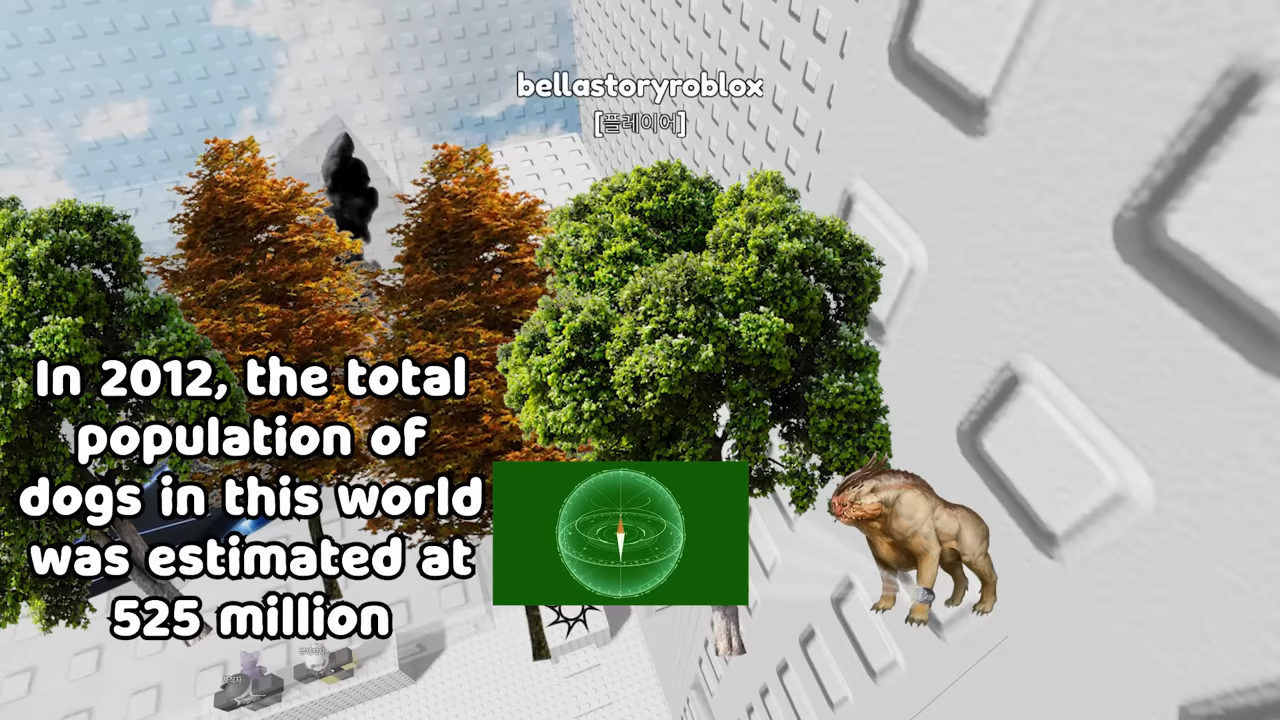 bellastoryroblox
[플레이어]
In 2012, the total
population of
dogs in this world
was estimated at
525 million